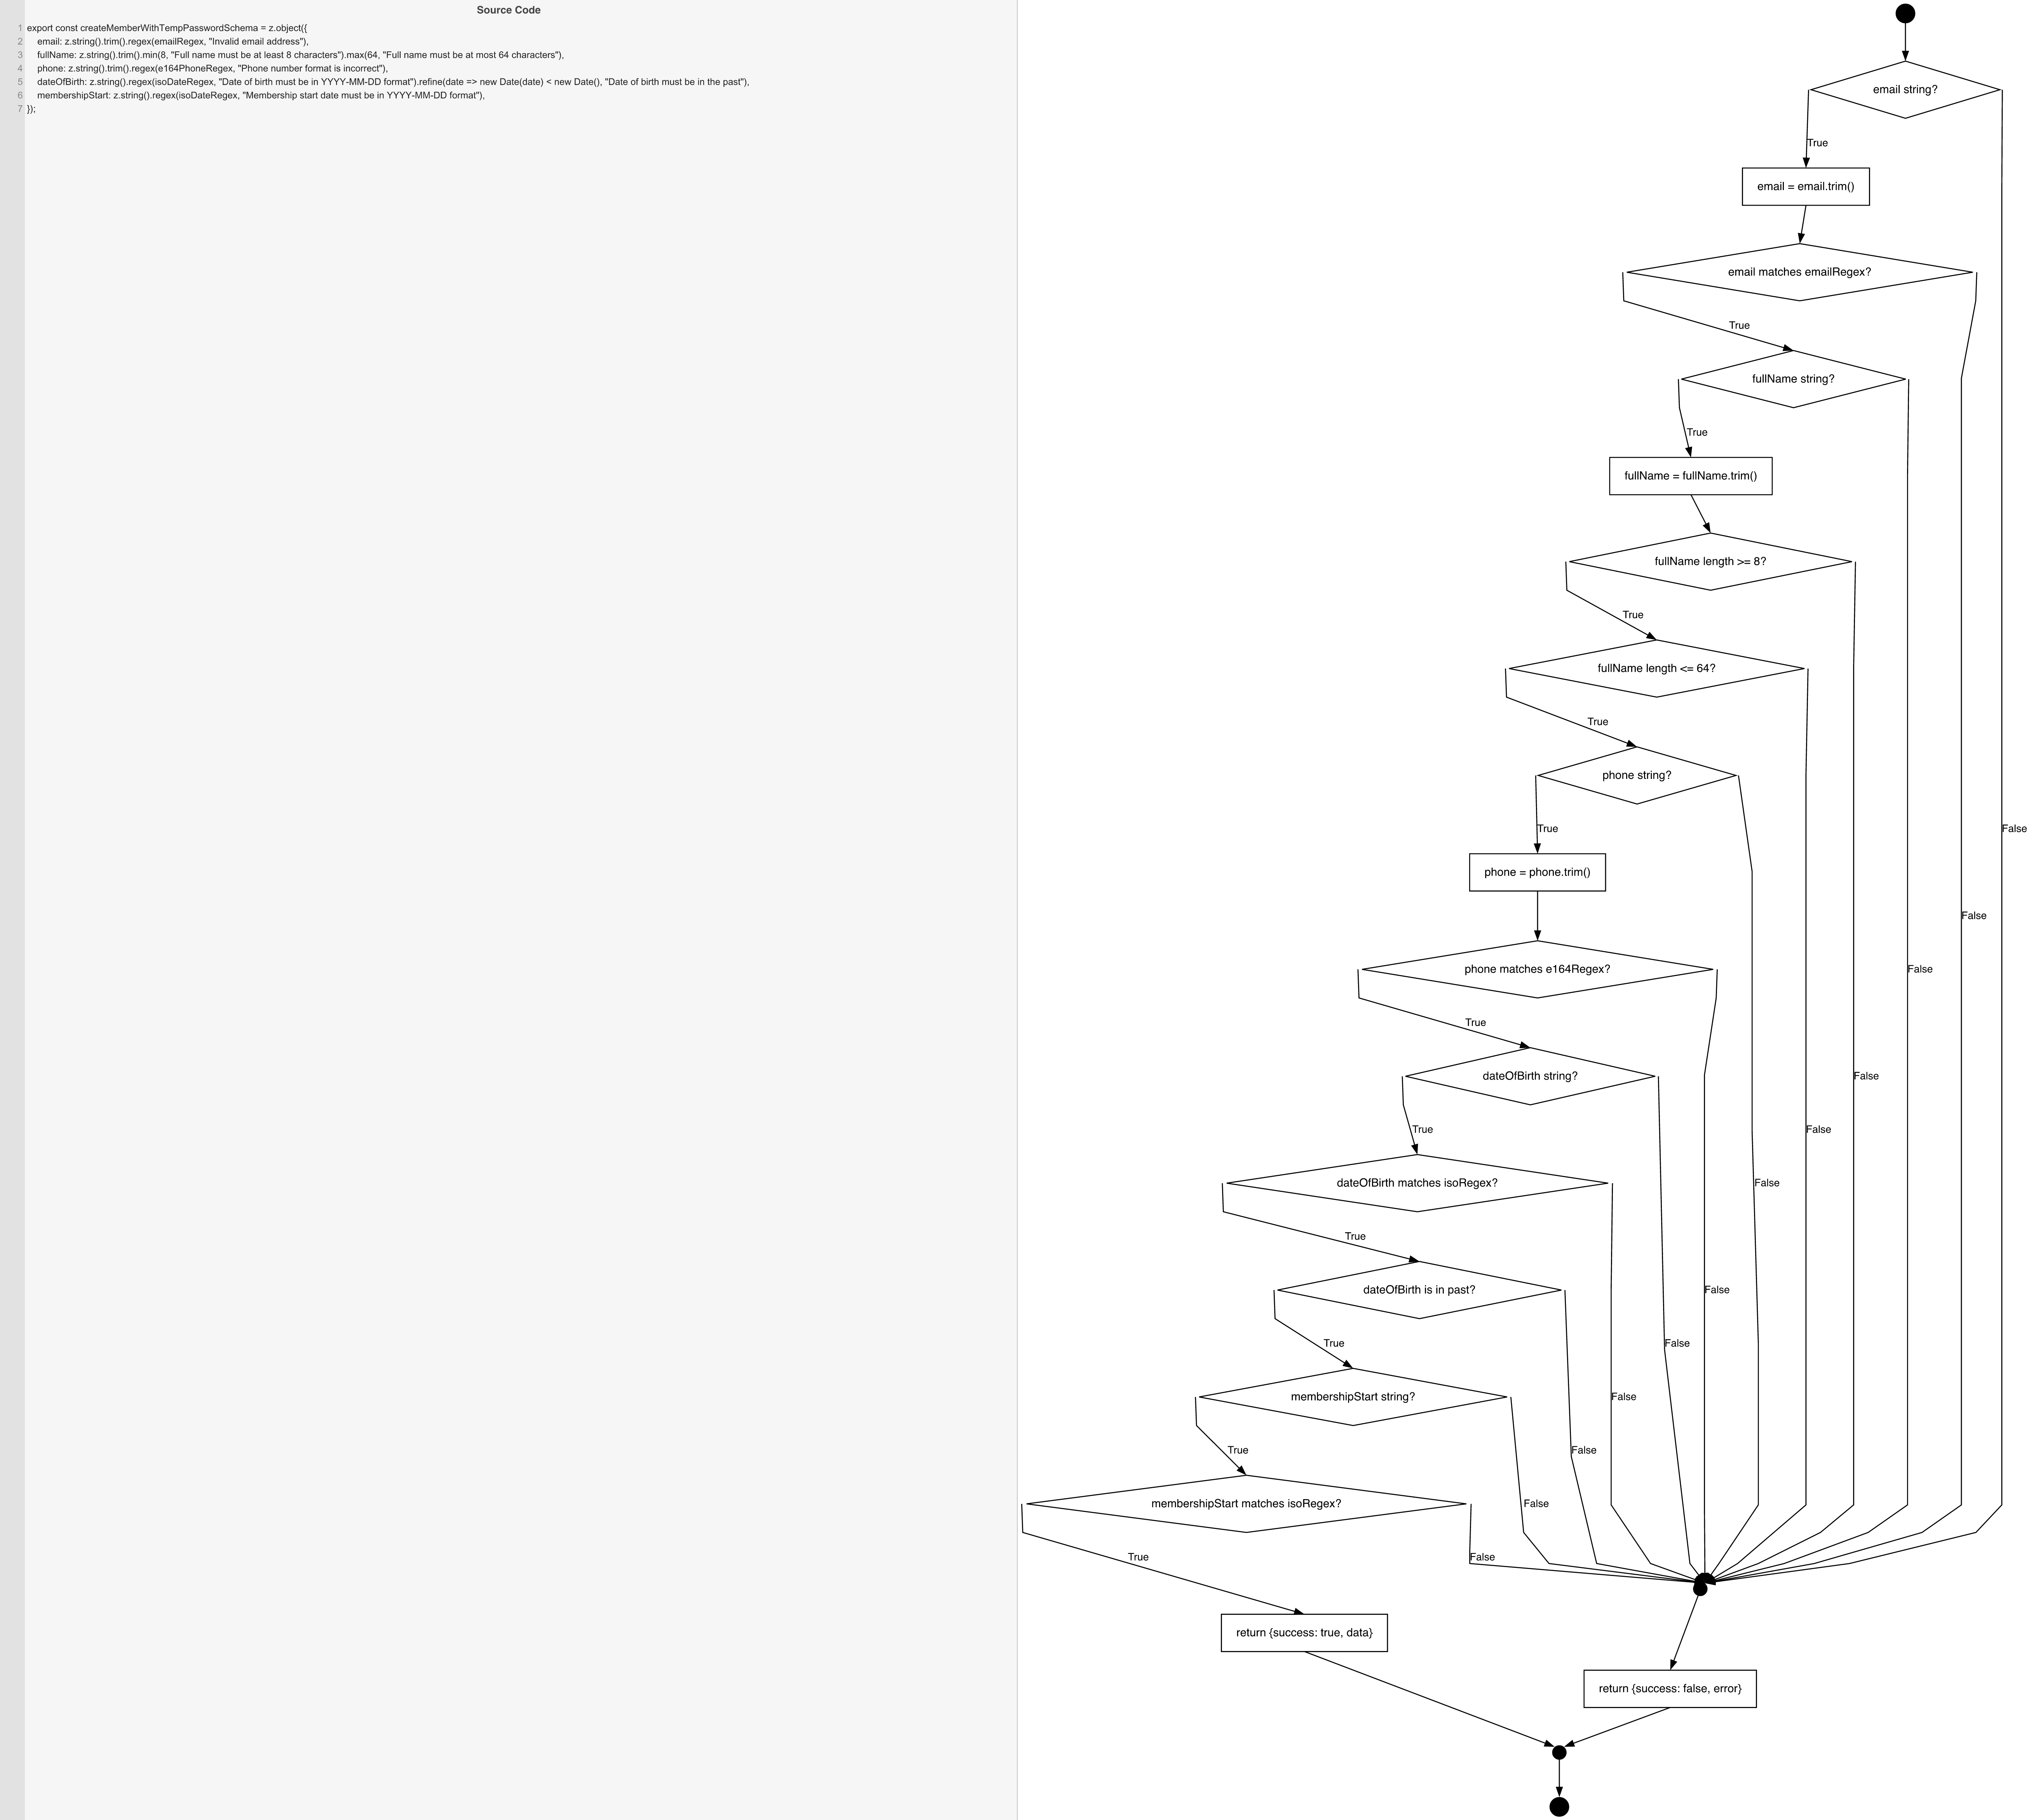 Source Code
1 export const createMemberWithTempPasswordSchema = z.object({
2 email: z.string().trim().regex(emailRegex, "Invalid email address"),
3 fullName: z.string().trim().min(8, "Full name must be at least 8 characters").max(64, "Full name must be at most 64 characters"),
4 phone: z.string().trim().regex(e164PhoneRegex, "Phone number format is incorrect"),
5 dateOfBirth: z.string().regex(isoDateRegex, "Date of birth must be in YYYY-MM-DD format").refine(date => new Date(date) < new Date(), "Date of birth must be in the past"),
6 membershipStart: z.string().regex(isoDateRegex, "Membership start date must be in YYYY-MM-DD format"),
7 });
email string?
True
email = email.trim()
email matches emailRegex?
True
fullName string?
True
fullName = fullName.trim()
fullName length >= 8?
True
fullName length <= 64?
True
phone string?
True
False
phone = phone.trim()
False
phone matches e164Regex?
False
True
dateOfBirth string?
False
True
False
dateOfBirth matches isoRegex?
False
True
dateOfBirth is in past?
False
True
False
membershipStart string?
False
True
False
membershipStart matches isoRegex?
False
True
False
return {success: true, data}
return {success: false, error}